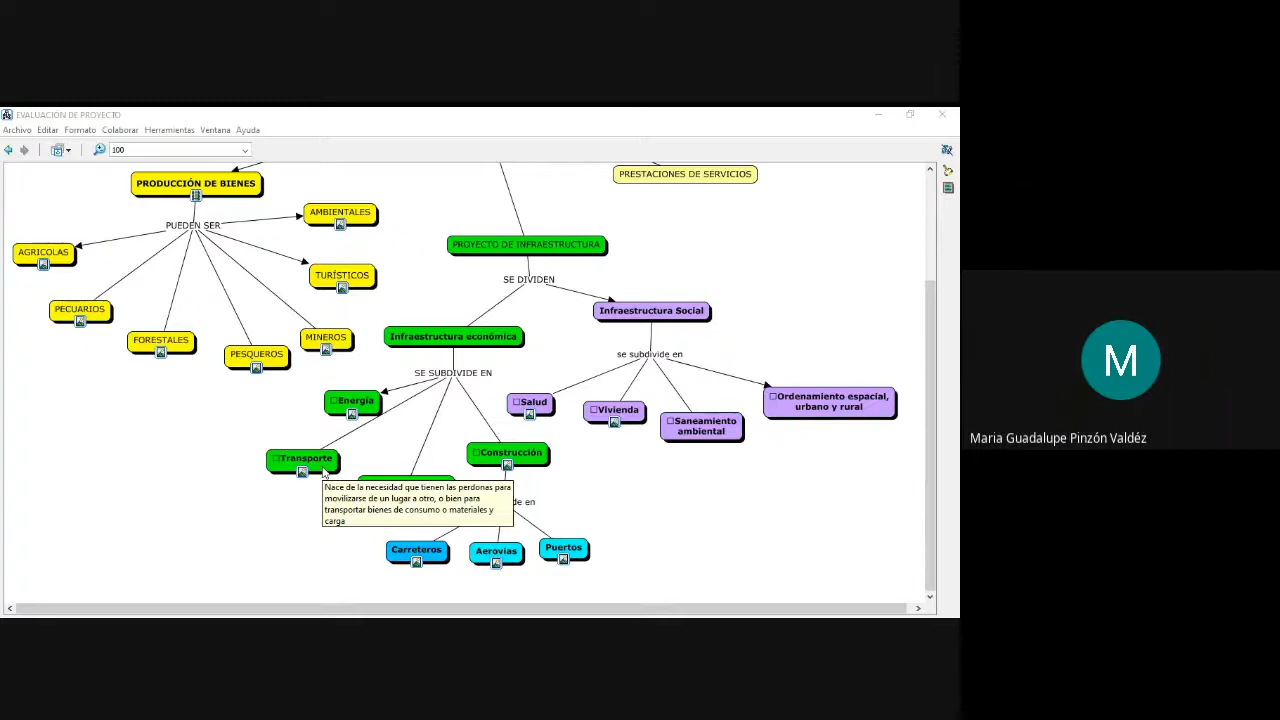 EVALUACION DE PROYECTO
Archivo Editar Formato Colaborar Herramientas Ventana Ayuda
100
PRESTACIONES DE SERVICIOS
PRODUCCIÓN DE BIENES
AMBIENTALES
PUEDEN SER
PROYECTO DE INFRAESTRUCTURA
AGRICOLAS
TURÍSTICOS
SE DIVIDEN
PECUARIOS
Infraestructura Social
FORESTALES
MINEROS
Infraestructura económica
PESQUEROS
se subdivide en
SE SUBDIVIDE EN
Energía
Salud
Vivienda
Ordenamiento espacial,
urbano y rural
Saneamiento
ambiental
Transporte
Construcción
Nace de la necesidad que tienen las perdonas para
movilizarse de un lugar a otro, o bien para
transportar bienes de consumo o materiales y
carga
de en
Carreteros
Aerovías
Puertos
M
Maria Guadalupe Pinzón Valdéz